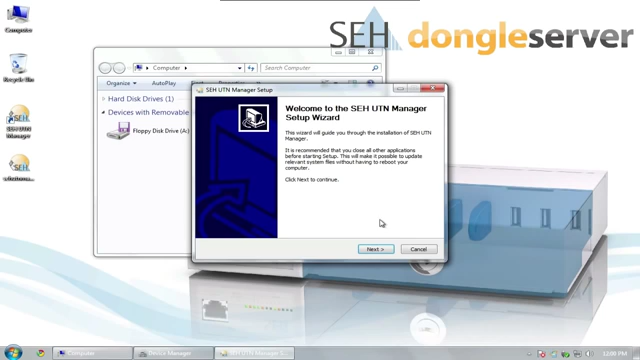 SEH dongleserver
Computer
Recycle Bin
SEH UTN
Manager
Computer
Search Computer
Organize
AutoPlay
Hard Disk Drives (1)
Devices with Removable
Floppy Disk Drive (A:)
SEH UTN Manager Setup
Welcome to the SEH UTN Manager
Setup Wizard
This wizard will guide you through the installation of SEH UTN
Manager.
It is recommended that you close all other applications
before starting Setup. This will make it possible to update
relevant system files without having to reboot your
computer.
Click Next to continue.
Next >
Cancel
Computer
Device Manager
SEH UTN Manager S...
12:09 PM